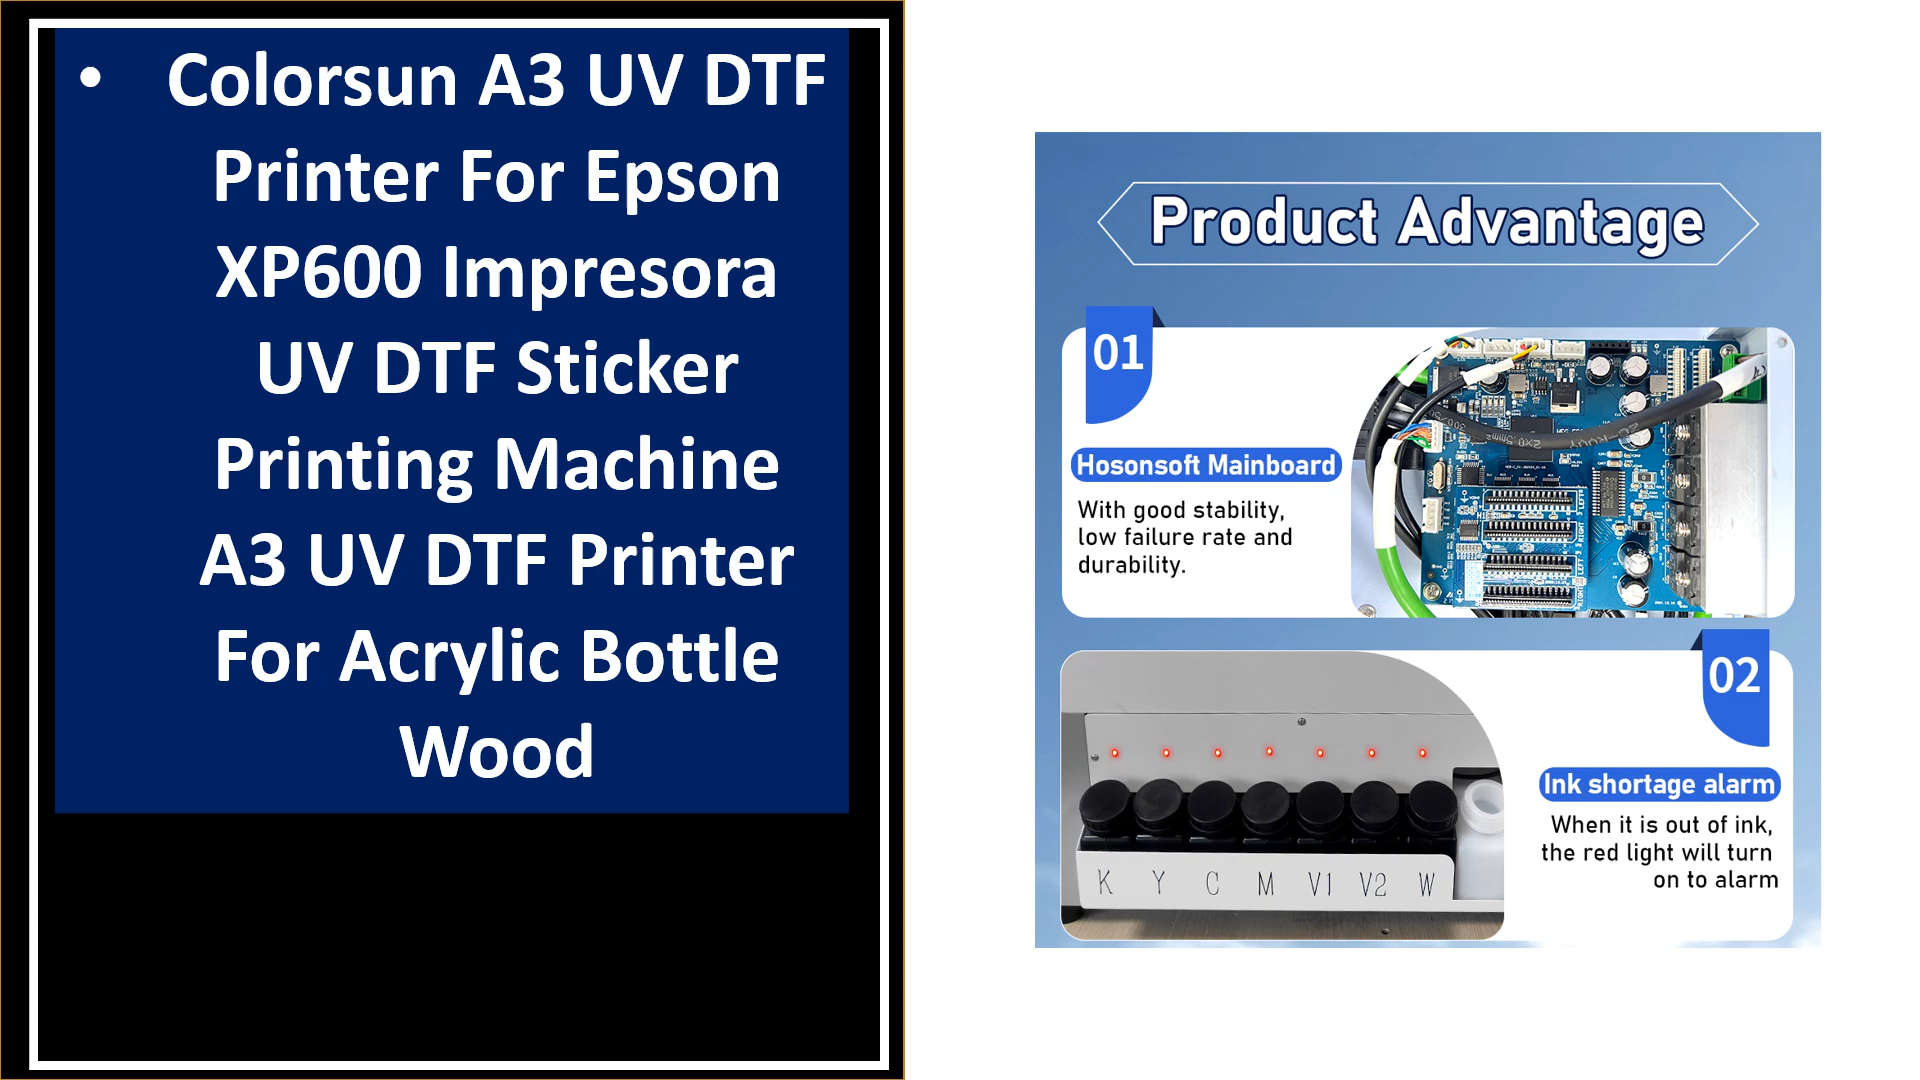 • Colorsun A3 UV DTF
Printer For Epson
XP600 Impresora
UV DTF Sticker
Printing Machine
A3 UV DTF Printer
For Acrylic Bottle
Wood
Product Advantage
01
Hosonsoft Mainboard
With good stability,
low failure rate and
durability.
02
Ink shortage alarm
When it is out of ink,
the red light will turn
on to alarm
K Y C M V1 V2 W